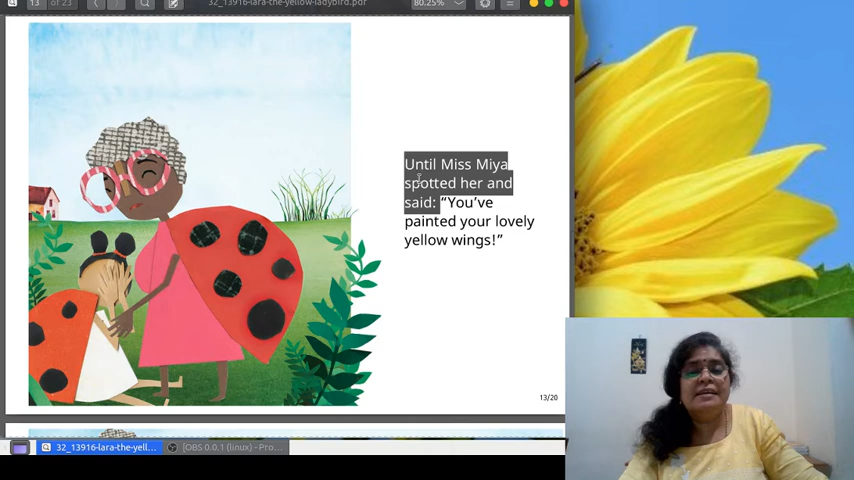 13 of 23
32_13916-lara-the-yellow-ladybird.pdf
80.25%
Until Miss Miya
spotted her and
said: “You’ve
painted your lovely
yellow wings!”
13/20
32_13916-lara-the-yell...
[OBS 0.0.1 (linux) - Pro...